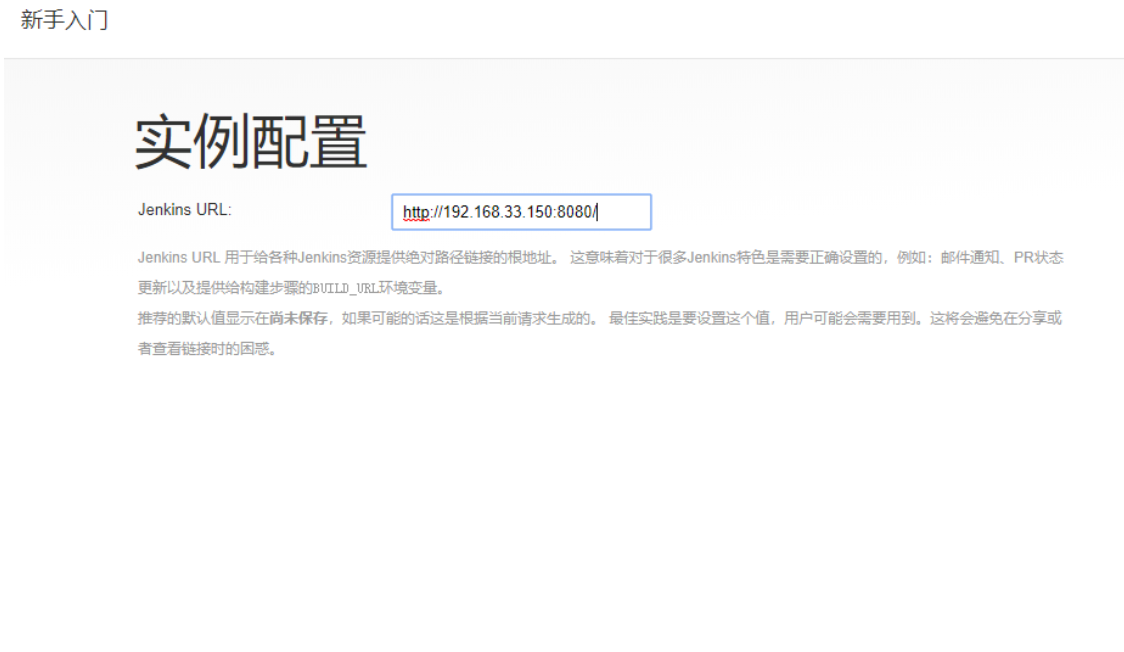 新手入门
实例配置
Jenkins URL: http://192.168.33.150:8080/
Jenkins URL 用于给各种Jenkins资源提供绝对路径链接的根地址。 这意味着对于很多Jenkins特色是需要正确设置的，例如：邮件通知、PR状态
更新以及提供给构建步骤的BUILD_URL环境变量。
推荐的默认值显示在尚未保存，如果可能的话这是根据当前请求生成的。 最佳实践是要设置这个值，用户可能会需要用到。这将会避免在分享或
者查看链接时的困惑。